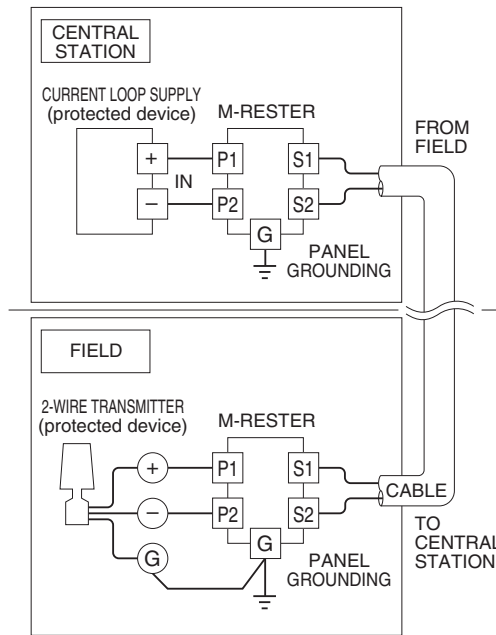 CENTRAL
STATION
CURRENT LOOP SUPPLY
(protected device)
M-RESTER
FROM
FIELD
+
P1
S1
IN
−
P2
S2
G
PANEL
GROUNDING
FIELD
2-WIRE TRANSMITTER
(protected device)
M-RESTER
+
P1
S1
CABLE
−
P2
S2
TO
CENTRAL
STATION
G
G
PANEL
GROUNDING